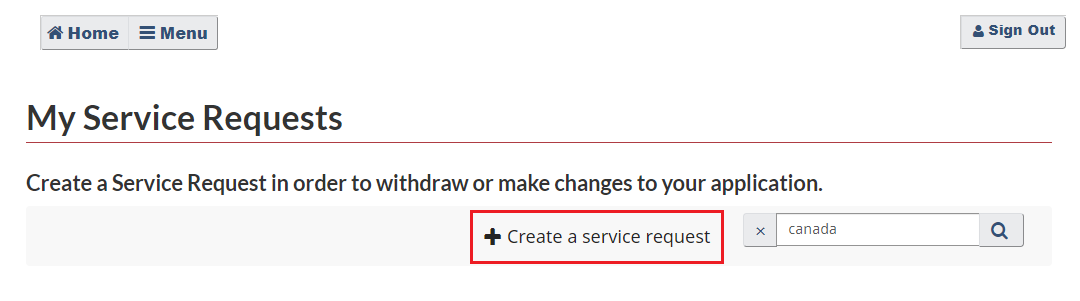 Home Menu Sign Out
My Service Requests
Create a Service Request in order to withdraw or make changes to your application.
Create a service request × canada